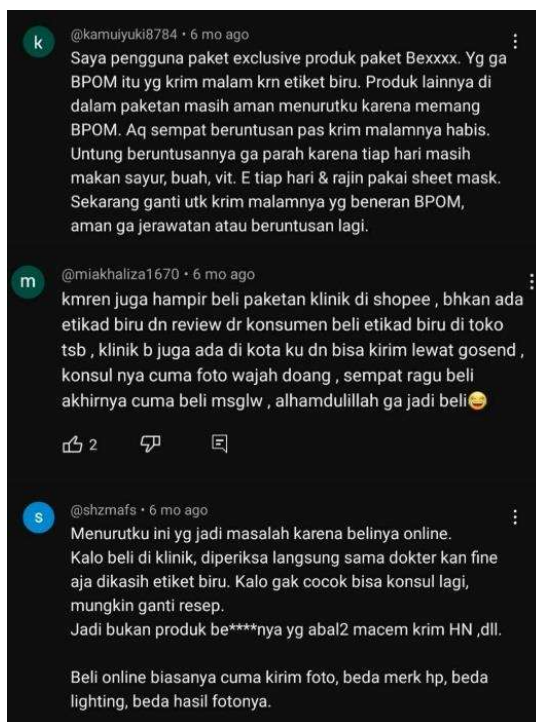 k
@kamuiyuki8784 • 6 mo ago
Saya pengguna paket exclusive produk paket Bexxxx. Yg ga
BPOM itu yg krim malam krn etiket biru. Produk lainnya di
dalam paketan masih aman menurutku karena memang
BPOM. Aq sempat beruntusan pas krim malamnya habis.
Untung beruntusannya ga parah karena tiap hari masih
makan sayur, buah, vit. E tiap hari & rajin pakai sheet mask.
Sekarang ganti utk krim malamnya yg beneran BPOM,
aman ga jerawatan atau beruntusan lagi.
m
@miakhaliza1670 • 6 mo ago
kmren juga hampir beli paketan klinik di shopee , bhkan ada
etikad biru dn review dr konsumen beli etikad biru di toko
tsb , klinik b juga ada di kota ku dn bisa kirim lewat gosend ,
konsul nya cuma foto wajah doang , sempat ragu beli
akhirnya cuma beli msglw , alhamdulillah ga jadi beli😂
2
s
@shzmafs • 6 mo ago
Menurutku ini yg jadi masalah karena belinya online.
Kalo beli di klinik, diperiksa langsung sama dokter kan fine
aja dikasih etiket biru. Kalo gak cocok bisa konsul lagi,
mungkin ganti resep.
Jadi bukan produk be****nya yg abal2 macem krim HN ,dll.
Beli online biasanya cuma kirim foto, beda merk hp, beda
lighting, beda hasil fotonya.